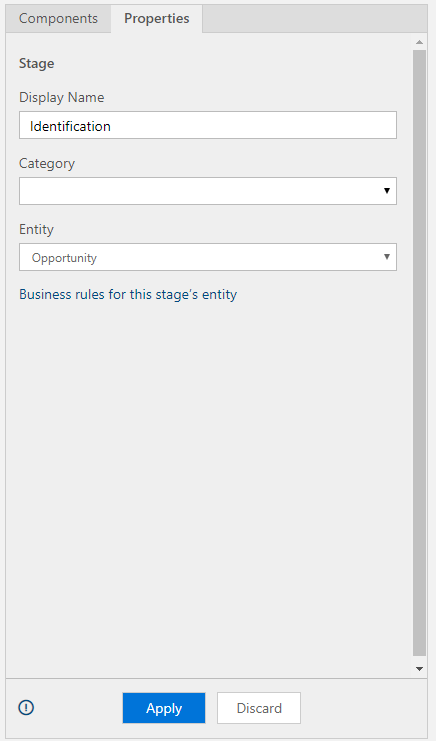 Components Properties
Stage
Display Name
Identification
Category
Entity
Opportunity
Business rules for this stage's entity
Apply Discard